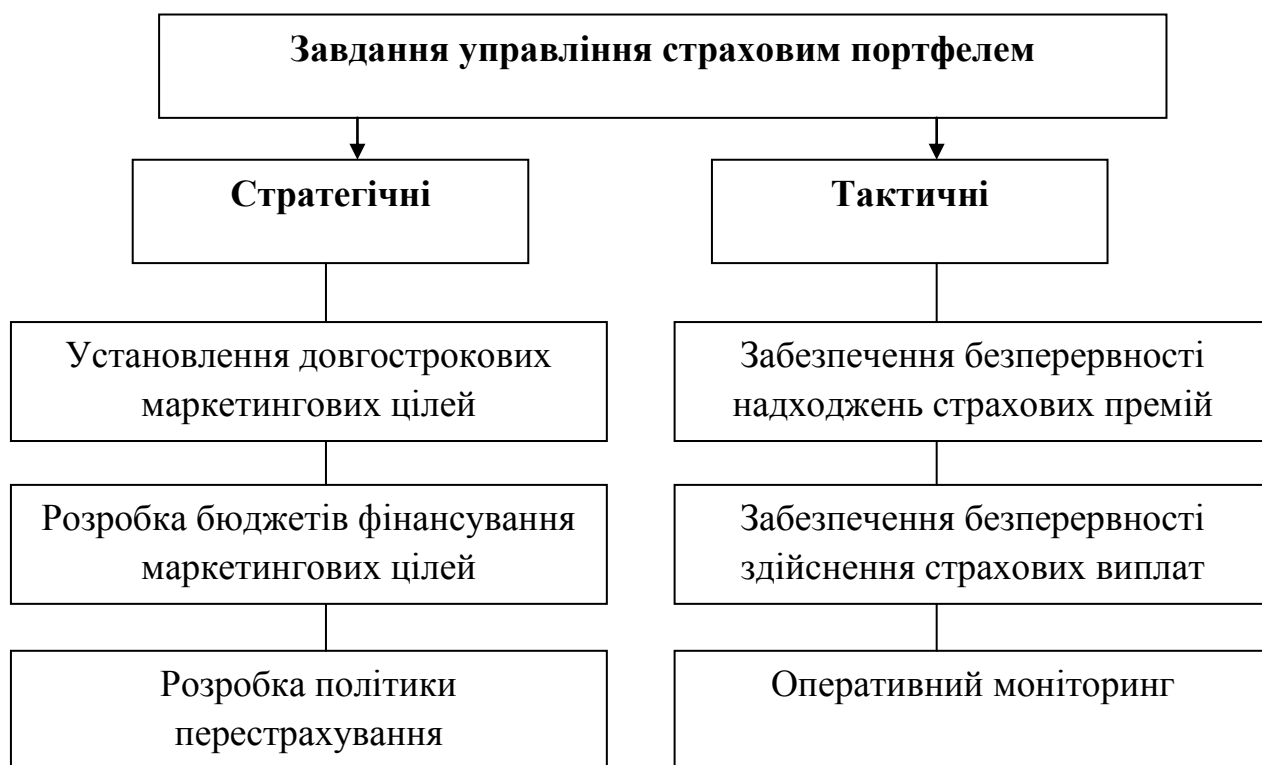 Завдання управління страховим портфелем
Стратегічні
Тактичні
Установлення довгострокових
маркетингових цілей
Забезпечення безперервності
надходжень страхових премій
Розробка бюджетів фінансування
маркетингових цілей
Забезпечення безперервності
здійснення страхових виплат
Розробка політики
перестрахування
Оперативний моніторинг